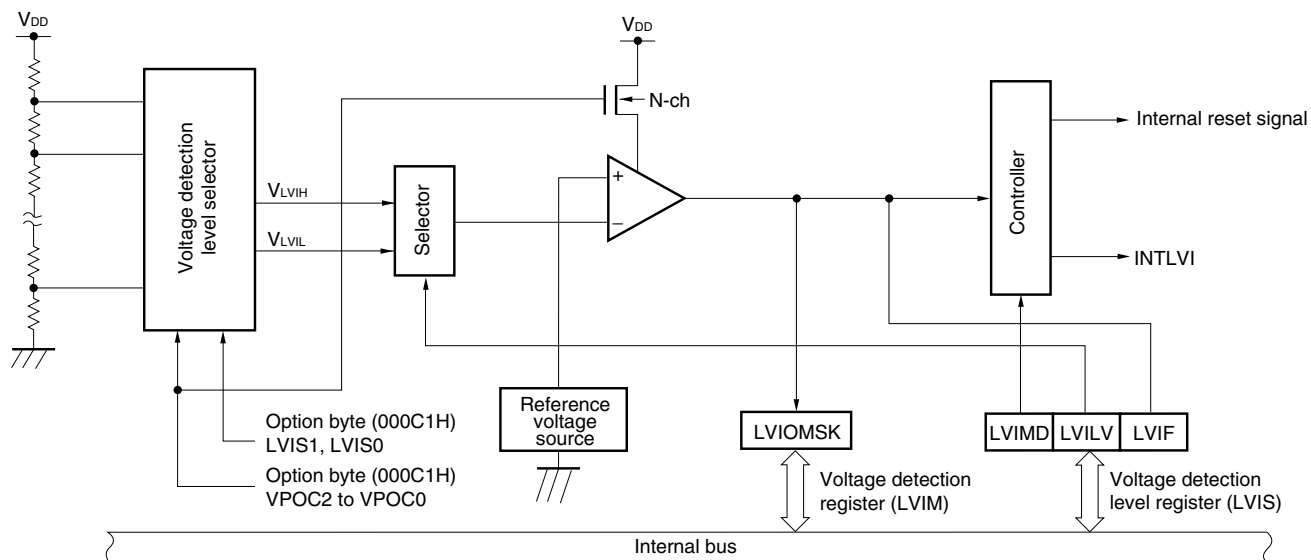 VDD
VDD
N-ch
Voltage detection
level selector
VLVIH
VLVIL
Selector
+
−
Controller
Internal reset signal
INTLVI
Reference
voltage
source
LVIOMSK
LVIMD
LVILV
LVIF
Option byte (000C1H)
LVIS1, LVIS0
Option byte (000C1H)
VPOC2 to VPOC0
Voltage detection
register (LVIM)
Voltage detection
level register (LVIS)
Internal bus